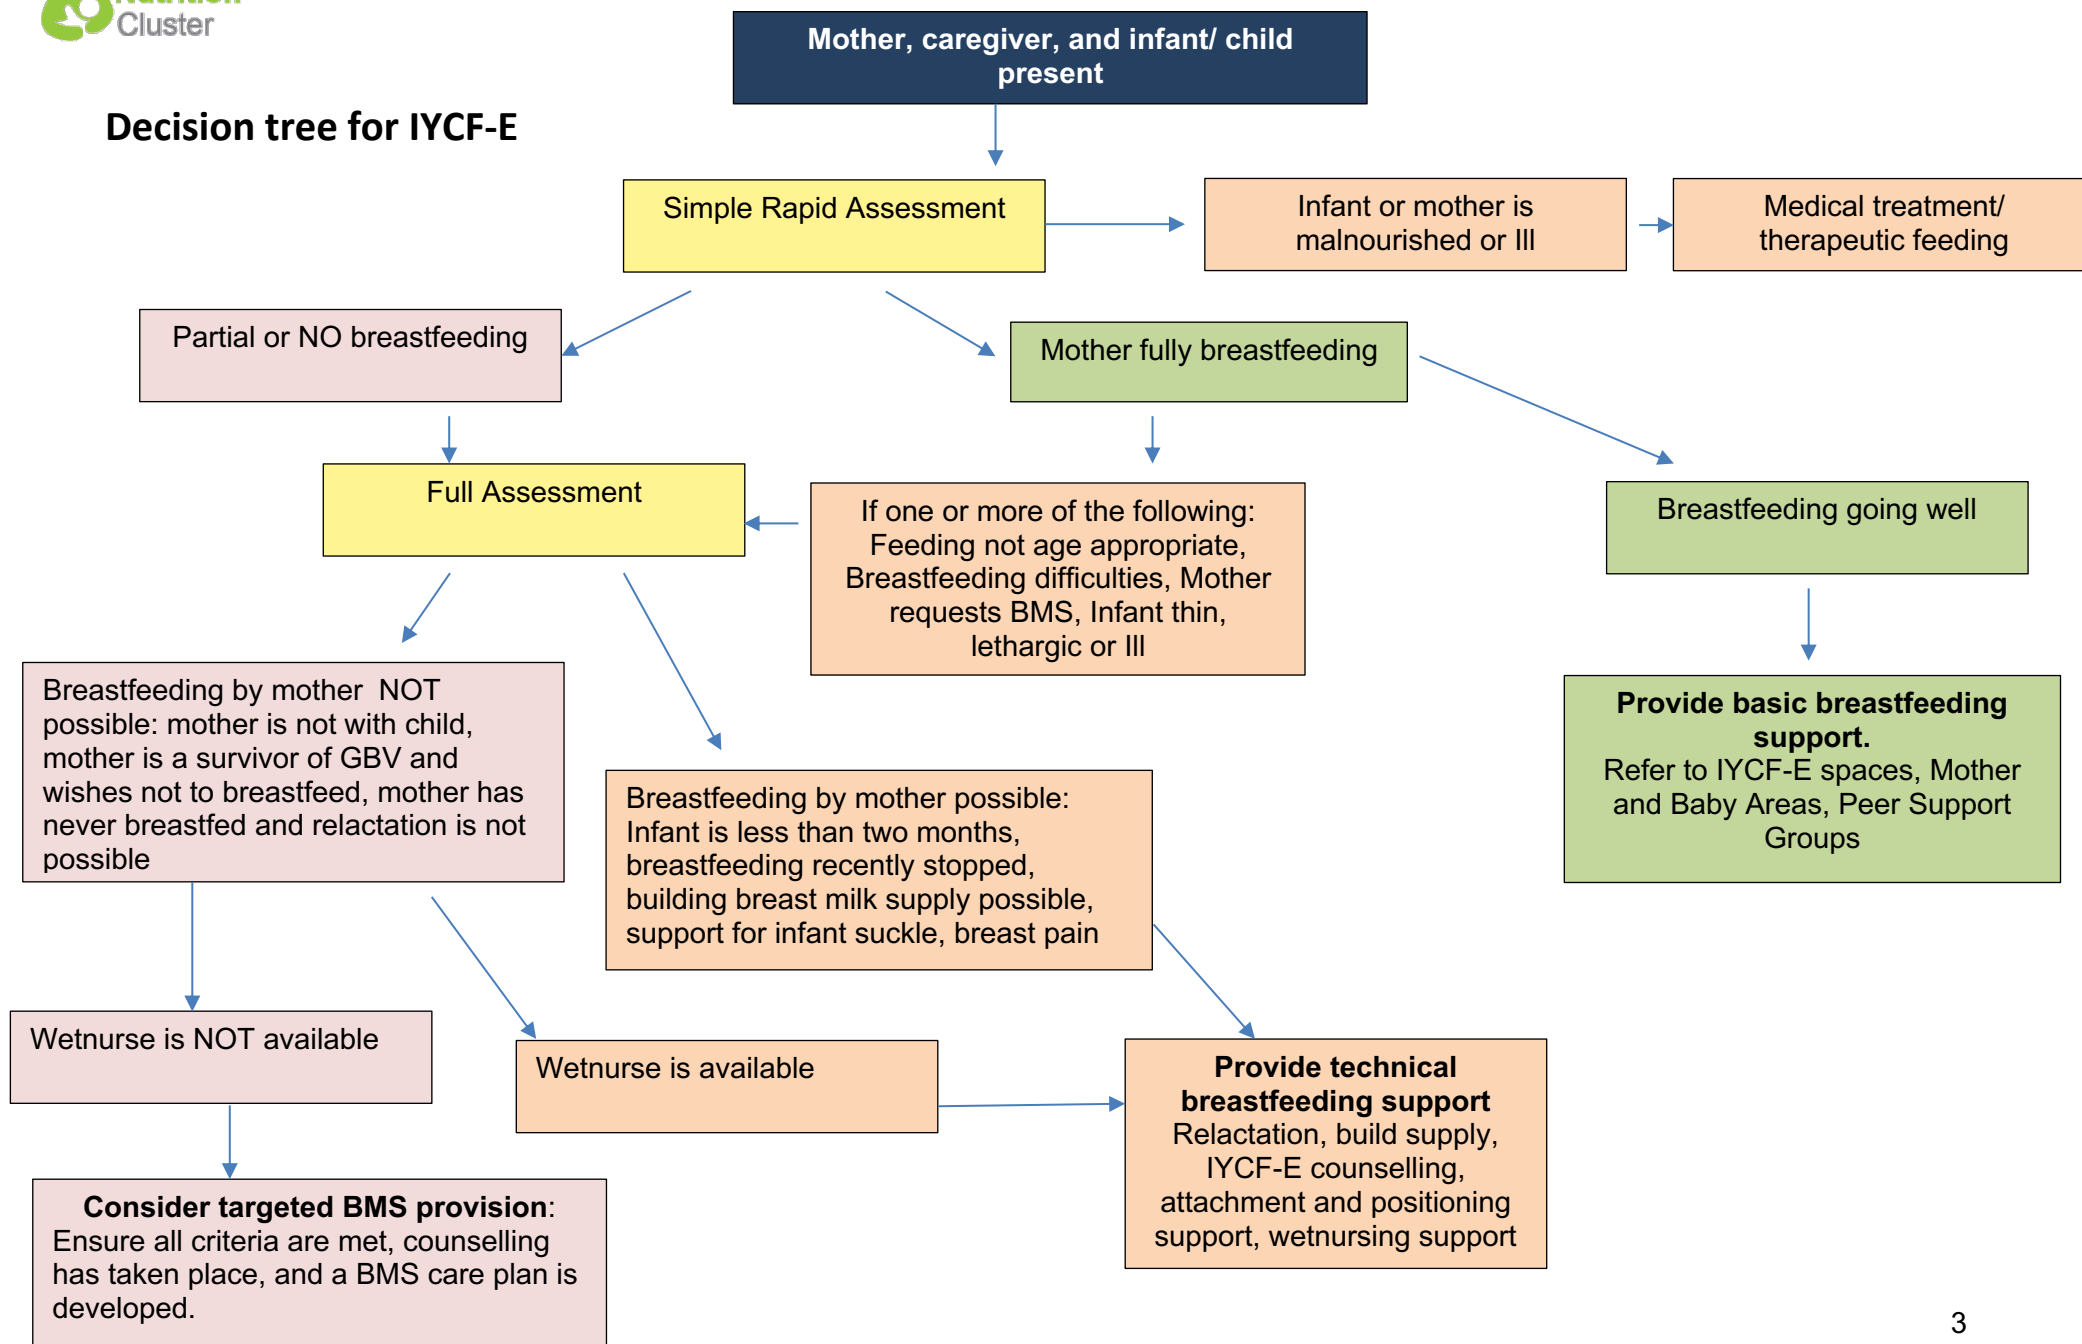 Nutrition
Cluster
Decision tree for IYCF-E
Mother, caregiver, and infant/ child
present
Simple Rapid Assessment
Infant or mother is
malnourished or Ill
Medical treatment/
therapeutic feeding
Partial or NO breastfeeding
Mother fully breastfeeding
Full Assessment
If one or more of the following:
Feeding not age appropriate,
Breastfeeding difficulties, Mother
requests BMS, Infant thin,
lethargic or Ill
Breastfeeding going well
Breastfeeding by mother  NOT
possible: mother is not with child,
mother is a survivor of GBV and
wishes not to breastfeed, mother has
never breastfed and relactation is not
possible
Breastfeeding by mother possible:
Infant is less than two months,
breastfeeding recently stopped,
building breast milk supply possible,
support for infant suckle, breast pain
Provide basic breastfeeding
support.
Refer to IYCF-E spaces, Mother
and Baby Areas, Peer Support
Groups
Wetnurse is NOT available
Wetnurse is available
Provide technical
breastfeeding support
Relactation, build supply,
IYCF-E counselling,
attachment and positioning
support, wetnursing support
Consider targeted BMS provision:
Ensure all criteria are met, counselling
has taken place, and a BMS care plan is
developed.
3